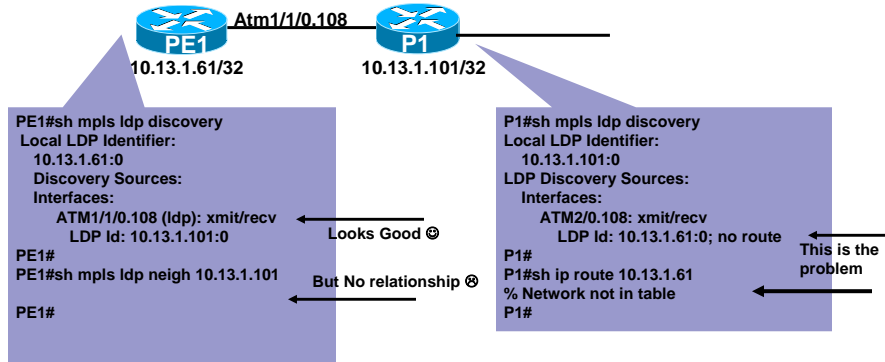 Atm1/1/0.108
PE1
P1
10.13.1.61/32
10.13.1.101/32
PE1#sh mpls ldp discovery
Local LDP Identifier:
10.13.1.61:0
Discovery Sources:
Interfaces:
ATM1/1/0.108 (ldp): xmit/recv
LDP Id: 10.13.1.101:0
PE1#
PE1#sh mpls ldp neigh 10.13.1.101
PE1#
Looks Good ☺
But No relationship ☹
P1#sh mpls ldp discovery
Local LDP Identifier:
10.13.1.101:0
LDP Discovery Sources:
Interfaces:
ATM2/0.108: xmit/recv
LDP Id: 10.13.1.61:0; no route
P1#
P1#sh ip route 10.13.1.61
% Network not in table
P1#
This is the
problem